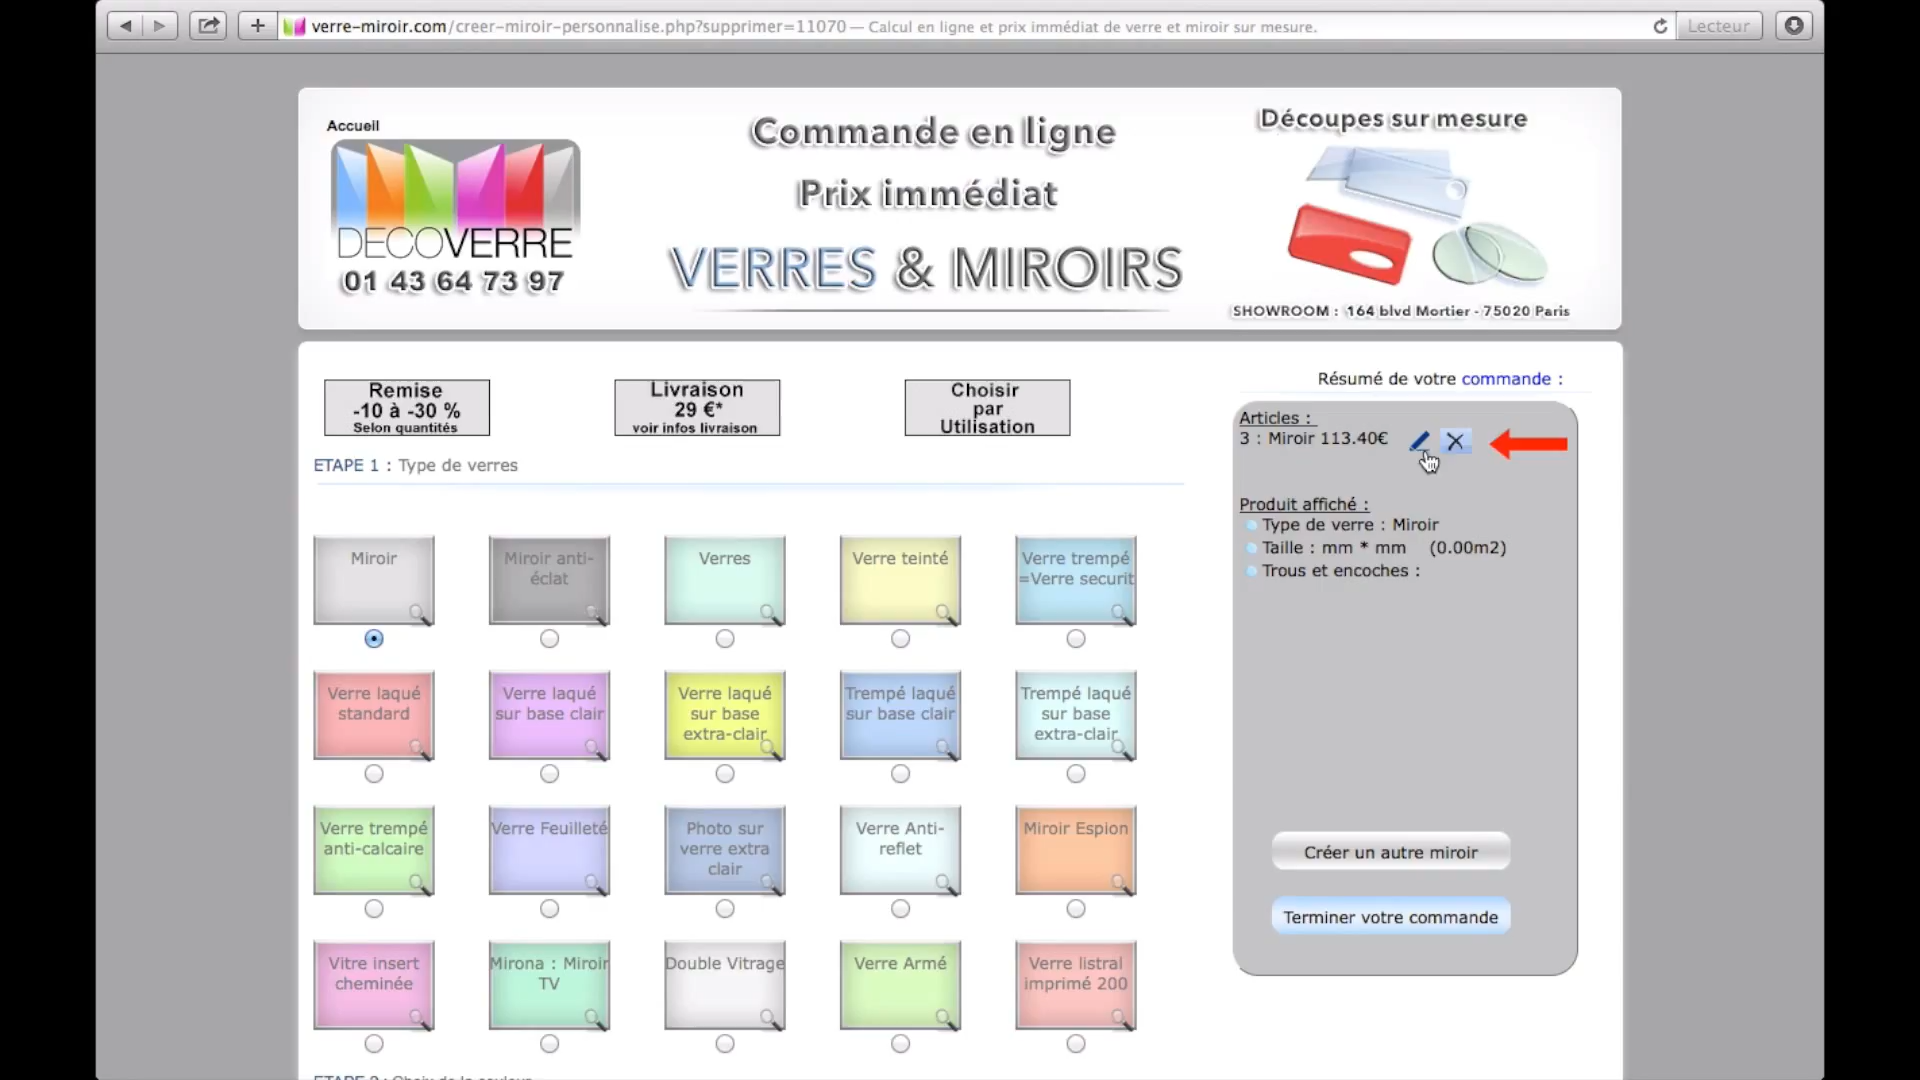 verre-miroir.com/creer-miroir-personnalise.php?supprimer=11070 — Calcul en ligne et prix immédiat de verre et miroir sur mesure.
Lecteur
Accueil
DECOVERRE
01 43 64 73 97
Commande en ligne
Prix immédiat
VERRES & MIROIRS
Découpes sur mesure
SHOWROOM : 164 blvd Mortier - 75020 Paris
Remise
-10 à -30 %
Selon quantités
Livraison
29 €*
voir infos livraison
Choisir
par
Utilisation
ETAPE 1 : Type de verres
Miroir
Miroir anti-
éclat
Verres
Verre teinté
Verre trempé
=Verre securit
Verre laqué
standard
Verre laqué
sur base clair
Verre laqué
sur base
extra-clair
Trempé laqué
sur base clair
Trempé laqué
sur base
extra-clair
Verre trempé
anti-calcaire
Verre Feuilleté
Photo sur
verre extra
clair
Verre Anti-
reflet
Miroir Espion
Vitre insert
cheminée
Mirona : Miroir
TV
Double Vitrage
Verre Armé
Verre listral
imprimé 200
Résumé de votre commande :
Articles :
3 : Miroir 113.40€
Produit affiché :
Type de verre : Miroir
Taille : mm * mm (0.00m2)
Trous et encoches :
Créer un autre miroir
Terminer votre commande
ETAPE 2 : Choix de la couleur